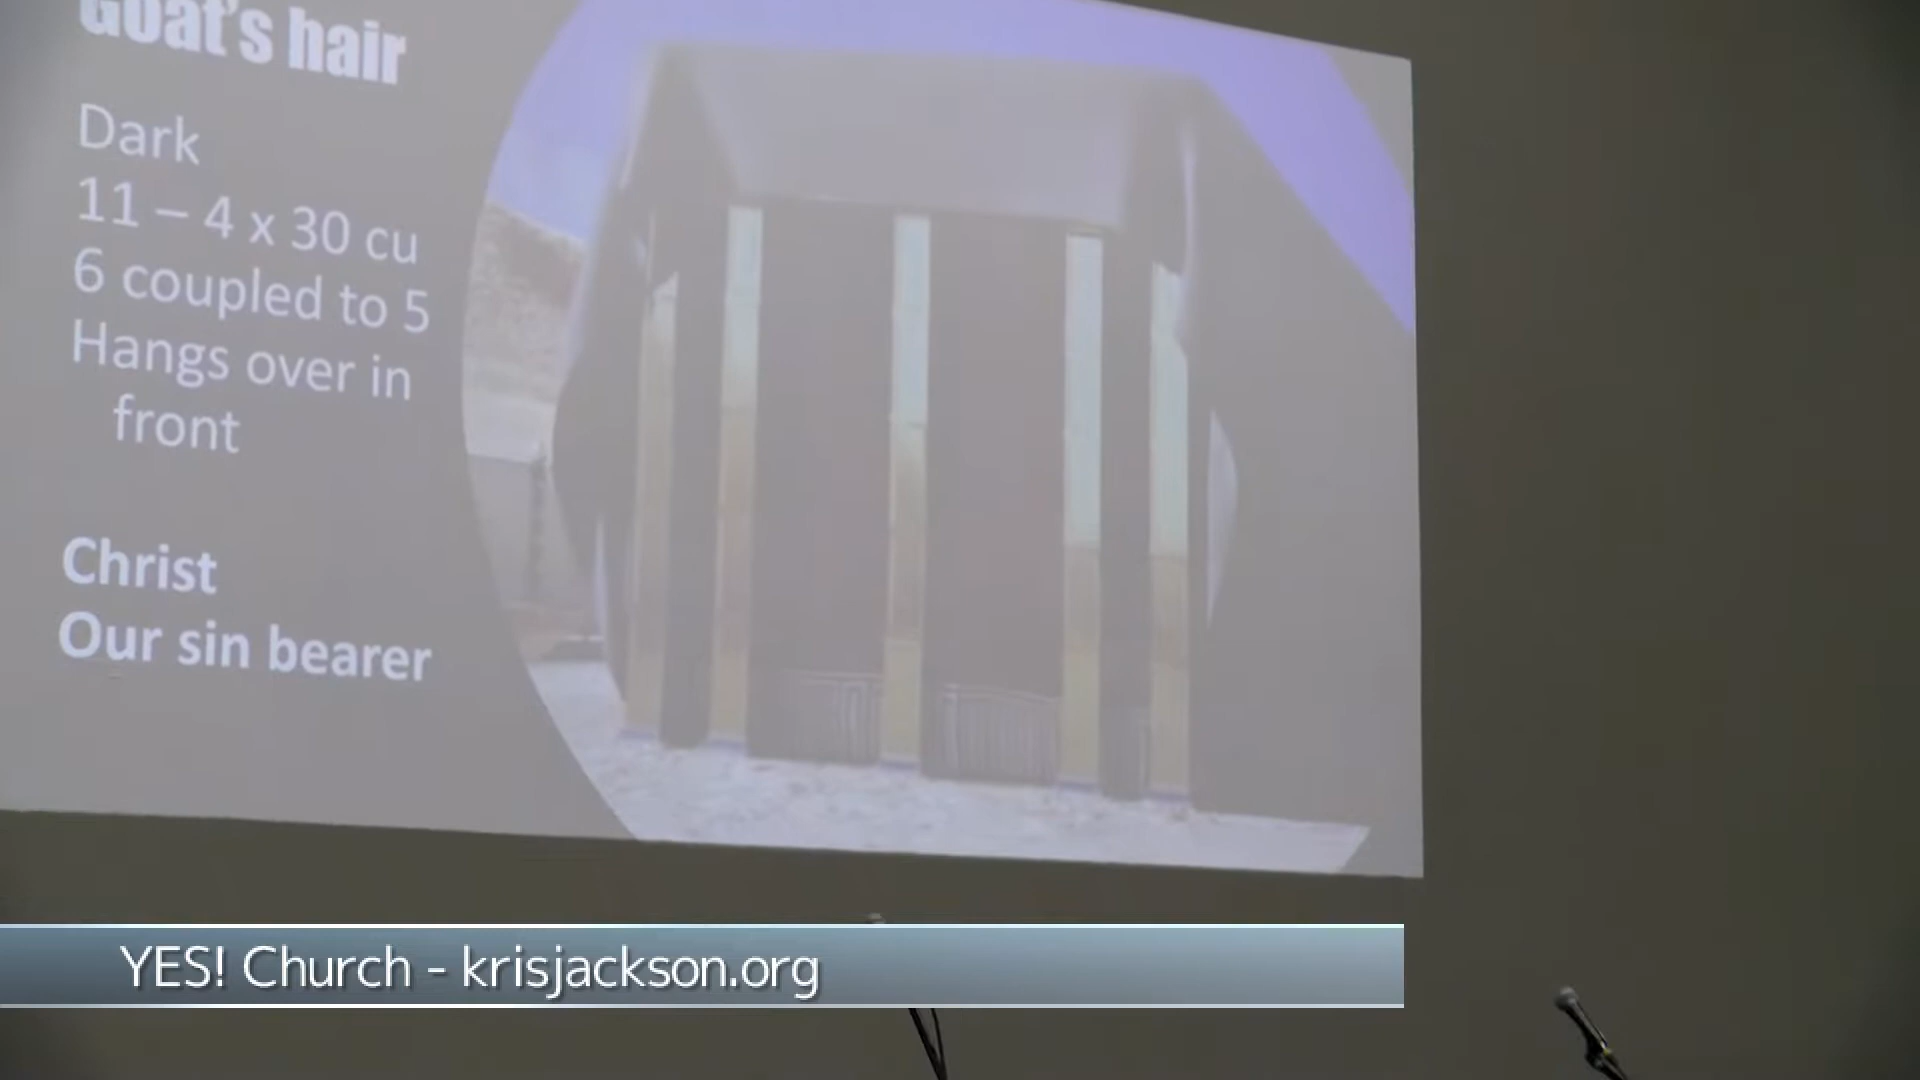 Goat's hair
Dark
11 – 4 x 30 cu
6 coupled to 5
Hangs over in
front
Christ
Our sin bearer
YES! Church - krisjackson.org